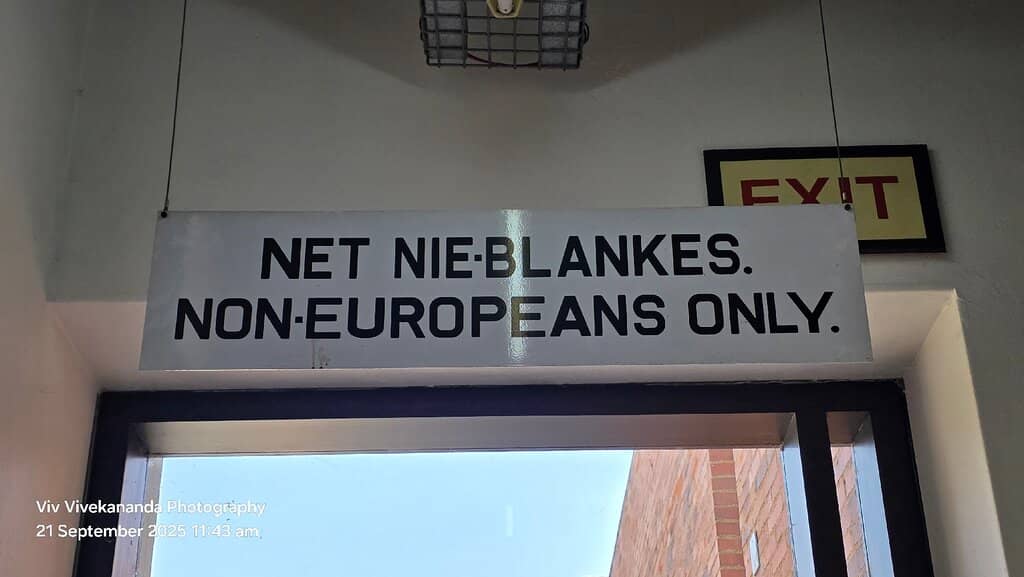 EXIT
NET NIE-BLANKES.
NON-EUROPEANS ONLY.
Viv Vivekananda Photography
21 September 2025 11:43 am